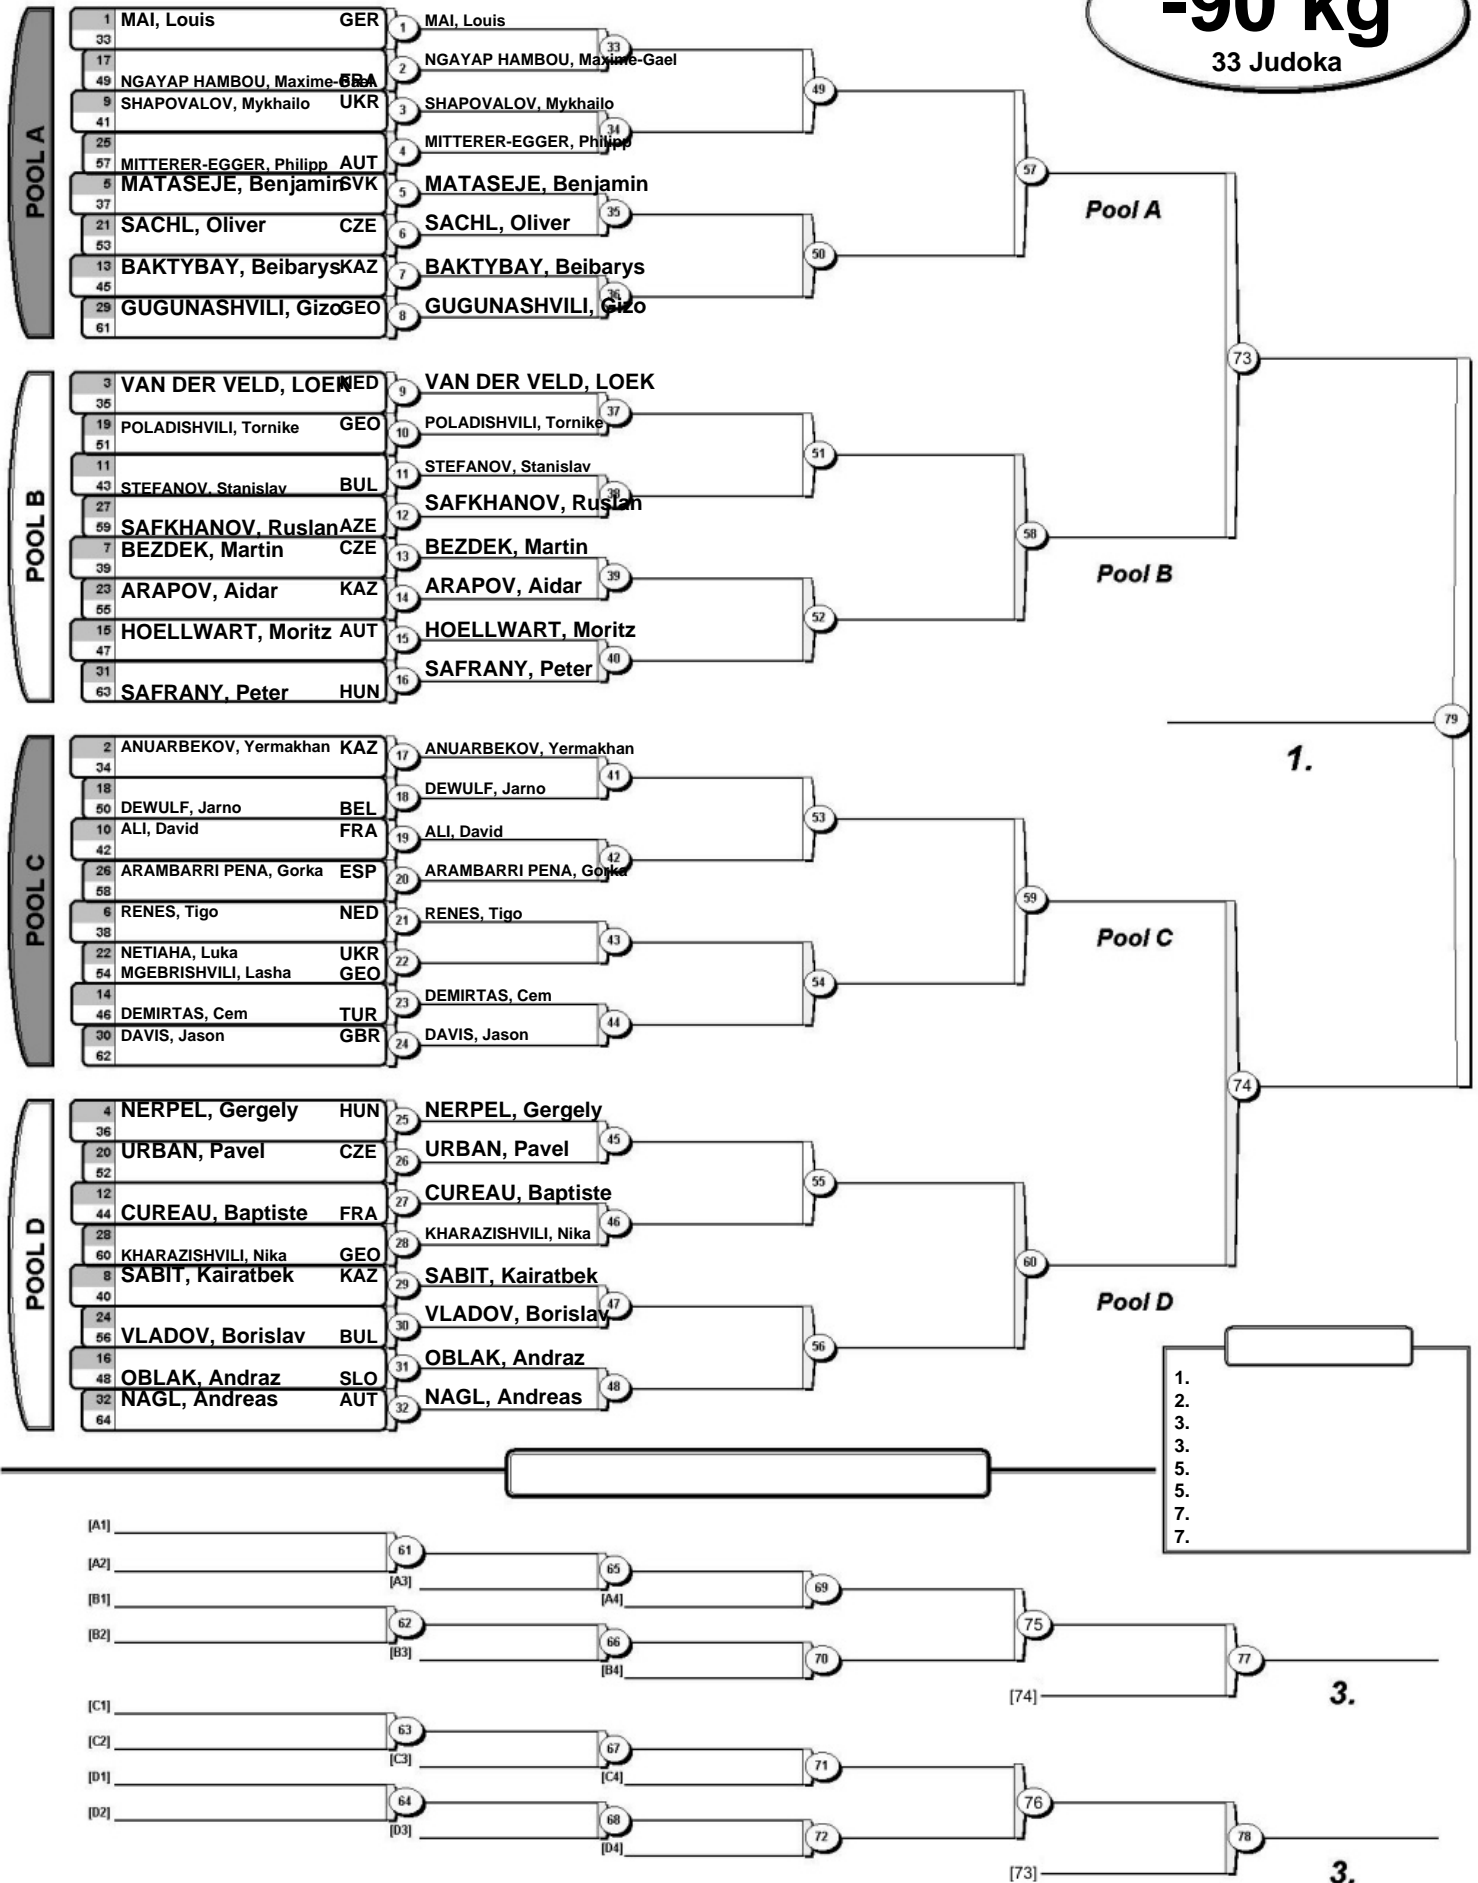 -90 kg
33 Judoka
POOL A
1 MAI, Louis GER
33
1
MAI, Louis
17
49 NGAYAP HAMBOU, Maxime-Gael FRA
2
NGAYAP HAMBOU, Maxime-Gael
33
9 SHAPOVALOV, Mykhailo UKR
41
3
SHAPOVALOV, Mykhailo
49
25
57 MITTERER-EGGER, Philipp AUT
4
MITTERER-EGGER, Philipp
34
5 MATASEJE, Benjamin SVK
37
5
MATASEJE, Benjamin
57
21 SACHL, Oliver CZE
53
6
SACHL, Oliver
35
Pool A
13 BAKTYBAY, Beibarys KAZ
45
7
BAKTYBAY, Beibarys
50
29 GUGUNASHVILI, Gizo GEO
61
8
GUGUNASHVILI, Gizo
36
73
POOL B
3 VAN DER VELD, LOEK NED
35
9
VAN DER VELD, LOEK
19 POLADISHVILI, Tornike GEO
51
10
POLADISHVILI, Tornike
37
11
43 STEFANOV, Stanislav BUL
11
STEFANOV, Stanislav
51
27
59 SAFKHANOV, Ruslan AZE
12
SAFKHANOV, Ruslan
38
7 BEZDEK, Martin CZE
39
13
BEZDEK, Martin
58
23 ARAPOV, Aidar KAZ
55
14
ARAPOV, Aidar
39
Pool B
15 HOELLWART, Moritz AUT
47
15
HOELLWART, Moritz
52
31
63 SAFRANY, Peter HUN
16
SAFRANY, Peter
40
79
1.
POOL C
2 ANUARBEKOV, Yermakhan KAZ
34
17
ANUARBEKOV, Yermakhan
18
50 DEWULF, Jarno BEL
18
DEWULF, Jarno
41
10 ALI, David FRA
42
19
ALI, David
53
26 ARAMBARRI PENA, Gorka ESP
58
20
ARAMBARRI PENA, Gorka
42
6 RENES, Tigo NED
38
21
RENES, Tigo
59
22 NETIAHA, Luka UKR
54 MGEBRISHVILI, Lasha GEO
22
43
Pool C
14
46 DEMIRTAS, Cem TUR
23
DEMIRTAS, Cem
54
30 DAVIS, Jason GBR
62
24
DAVIS, Jason
44
74
POOL D
4 NERPEL, Gergely HUN
36
25
NERPEL, Gergely
20 URBAN, Pavel CZE
52
26
URBAN, Pavel
45
12
44 CUREAU, Baptiste FRA
27
CUREAU, Baptiste
55
28
60 KHARAZISHVILI, Nika GEO
28
KHARAZISHVILI, Nika
46
8 SABIT, Kairatbek KAZ
40
29
SABIT, Kairatbek
60
24
56 VLADOV, Borislav BUL
30
VLADOV, Borislav
47
Pool D
16
48 OBLAK, Andraz SLO
31
OBLAK, Andraz
56
32 NAGL, Andreas AUT
64
32
NAGL, Andreas
48
1.
2.
3.
3.
5.
5.
7.
7.
[A1]
61
[A2]
[A3]
65
[A4]
69
[B1]
62
[B2]
[B3]
66
[B4]
70
75
77
[74]
3.
[C1]
63
[C2]
[C3]
67
[C4]
71
[D1]
64
[D2]
[D3]
68
[D4]
72
76
78
[73]
3.